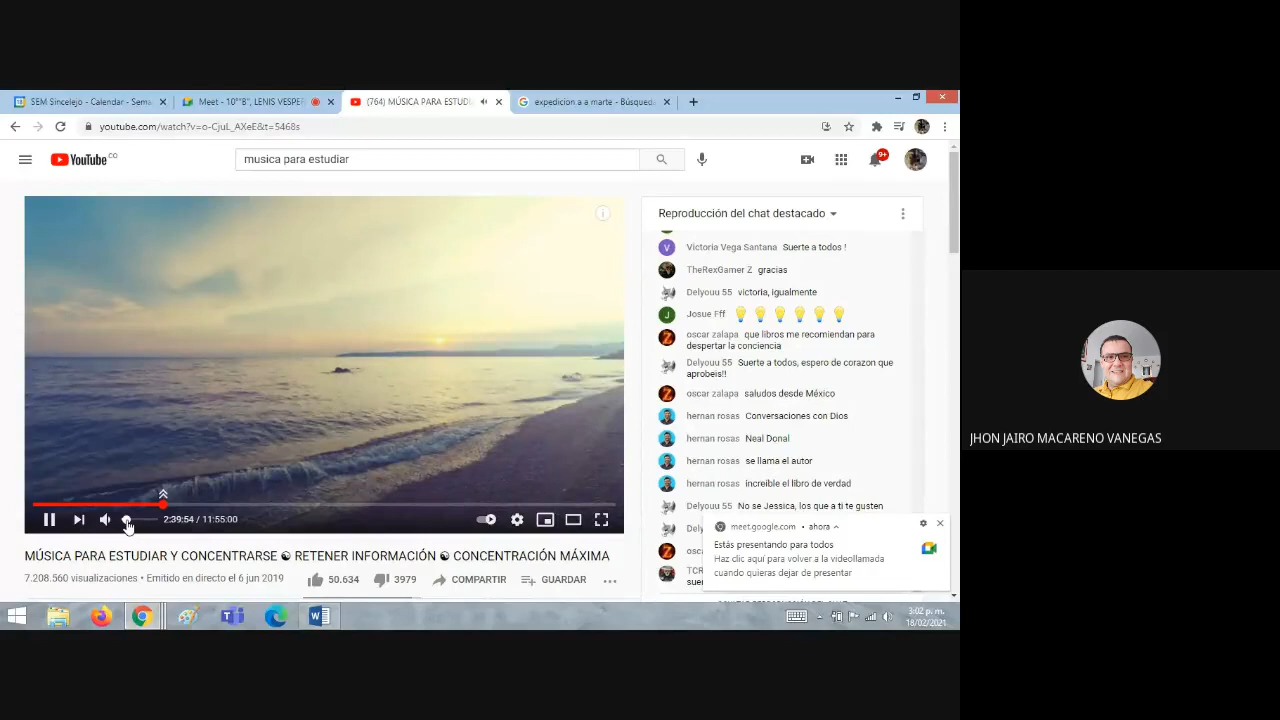 SEM Sincelejo - Calendar - Sema
Meet - 10°"B", LENIS VESPER
(764) MÚSICA PARA ESTUDI
expedicion a a marte - Búsqueda
youtube.com/watch?v=o-CjuL_AXeE&t=5468s
YouTube CO
musica para estudiar
9+
Reproducción del chat destacado
V Victoria Vega Santana Suerte a todos !
TheRexGamer Z gracias
Delyouu 55 victoria, igualmente
J Josue Fff
oscar zalapa que libros me recomiendan para
despertar la conciencia
Delyouu 55 Suerte a todos, espero de corazon que
aprobeis!!
oscar zalapa saludos desde México
hernan rosas Conversaciones con Dios
hernan rosas Neal Donal
hernan rosas se llama el autor
hernan rosas increible el libro de verdad
Delyouu 55 No se Jessica, los que a ti te gusten
Dely
osc
TCR
suer
meet.google.com • ahora
Estás presentando para todos
Haz clic aquí para volver a la videollamada
cuando quieras dejar de presentar
2:39:54 / 11:55:00
MÚSICA PARA ESTUDIAR Y CONCENTRARSE ☯ RETENER INFORMACIÓN ☯ CONCENTRACIÓN MÁXIMA
7.208.560 visualizaciones • Emitido en directo el 6 jun 2019
50.634
3979
COMPARTIR
GUARDAR
3:02 p. m.
18/02/2021
JHON JAIRO MACARENO VANEGAS